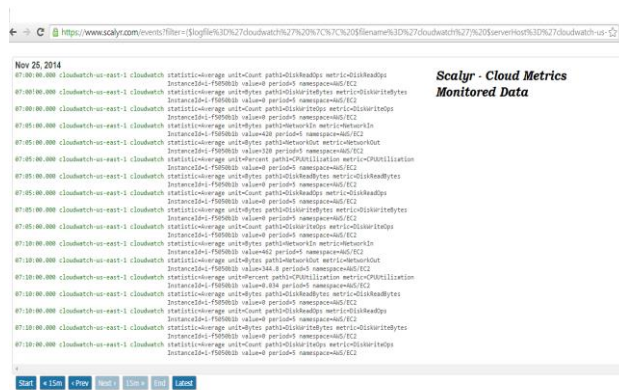 https://www.scalyr.com/events?filter=($logfile%3D%27cloudwatch%27%20%7C%7C%20$filename%3D%27cloudwatch%27)%20$serverHost%3D%27cloudwatch-us-
Nov 25, 2014
Scalyr - Cloud Metrics
Monitored Data
07:00:00.000 cloudwatch-us-east-1 cloudwatch statistic=Average unit=Count path1=DiskReadOps metric=DiskReadOps
InstanceId=i-f5050b1b value=0 period=5 namespace=AWS/EC2
07:00:00.000 cloudwatch-us-east-1 cloudwatch statistic=Average unit=Bytes path1=DiskWriteBytes metric=DiskWriteBytes
InstanceId=i-f5050b1b value=0 period=5 namespace=AWS/EC2
07:00:00.000 cloudwatch-us-east-1 cloudwatch statistic=Average unit=Count path1=DiskWriteOps metric=DiskWriteOps
InstanceId=i-f5050b1b value=0 period=5 namespace=AWS/EC2
07:05:00.000 cloudwatch-us-east-1 cloudwatch statistic=Average unit=Bytes path1=NetworkIn metric=NetworkIn
InstanceId=i-f5050b1b value=420 period=5 namespace=AWS/EC2
07:05:00.000 cloudwatch-us-east-1 cloudwatch statistic=Average unit=Bytes path1=NetworkOut metric=NetworkOut
InstanceId=i-f5050b1b value=320 period=5 namespace=AWS/EC2
07:05:00.000 cloudwatch-us-east-1 cloudwatch statistic=Average unit=Percent path1=CPUUtilization metric=CPUUtilization
InstanceId=i-f5050b1b value=0 period=5 namespace=AWS/EC2
07:05:00.000 cloudwatch-us-east-1 cloudwatch statistic=Average unit=Bytes path1=DiskReadBytes metric=DiskReadBytes
InstanceId=i-f5050b1b value=0 period=5 namespace=AWS/EC2
07:05:00.000 cloudwatch-us-east-1 cloudwatch statistic=Average unit=Count path1=DiskReadOps metric=DiskReadOps
InstanceId=i-f5050b1b value=0 period=5 namespace=AWS/EC2
07:05:00.000 cloudwatch-us-east-1 cloudwatch statistic=Average unit=Bytes path1=DiskWriteBytes metric=DiskWriteBytes
InstanceId=i-f5050b1b value=0 period=5 namespace=AWS/EC2
07:05:00.000 cloudwatch-us-east-1 cloudwatch statistic=Average unit=Count path1=DiskWriteOps metric=DiskWriteOps
InstanceId=i-f5050b1b value=0 period=5 namespace=AWS/EC2
07:10:00.000 cloudwatch-us-east-1 cloudwatch statistic=Average unit=Bytes path1=NetworkIn metric=NetworkIn
InstanceId=i-f5050b1b value=462 period=5 namespace=AWS/EC2
07:10:00.000 cloudwatch-us-east-1 cloudwatch statistic=Average unit=Bytes path1=NetworkOut metric=NetworkOut
InstanceId=i-f5050b1b value=344.8 period=5 namespace=AWS/EC2
07:10:00.000 cloudwatch-us-east-1 cloudwatch statistic=Average unit=Percent path1=CPUUtilization metric=CPUUtilization
InstanceId=i-f5050b1b value=0.034 period=5 namespace=AWS/EC2
07:10:00.000 cloudwatch-us-east-1 cloudwatch statistic=Average unit=Bytes path1=DiskReadBytes metric=DiskReadBytes
InstanceId=i-f5050b1b value=0 period=5 namespace=AWS/EC2
07:10:00.000 cloudwatch-us-east-1 cloudwatch statistic=Average unit=Count path1=DiskReadOps metric=DiskReadOps
InstanceId=i-f5050b1b value=0 period=5 namespace=AWS/EC2
07:10:00.000 cloudwatch-us-east-1 cloudwatch statistic=Average unit=Bytes path1=DiskWriteBytes metric=DiskWriteBytes
InstanceId=i-f5050b1b value=0 period=5 namespace=AWS/EC2
07:10:00.000 cloudwatch-us-east-1 cloudwatch statistic=Average unit=Count path1=DiskWriteOps metric=DiskWriteOps
InstanceId=i-f5050b1b value=0 period=5 namespace=AWS/EC2
Start « 15m ‹ Prev Next › 15m » End Latest